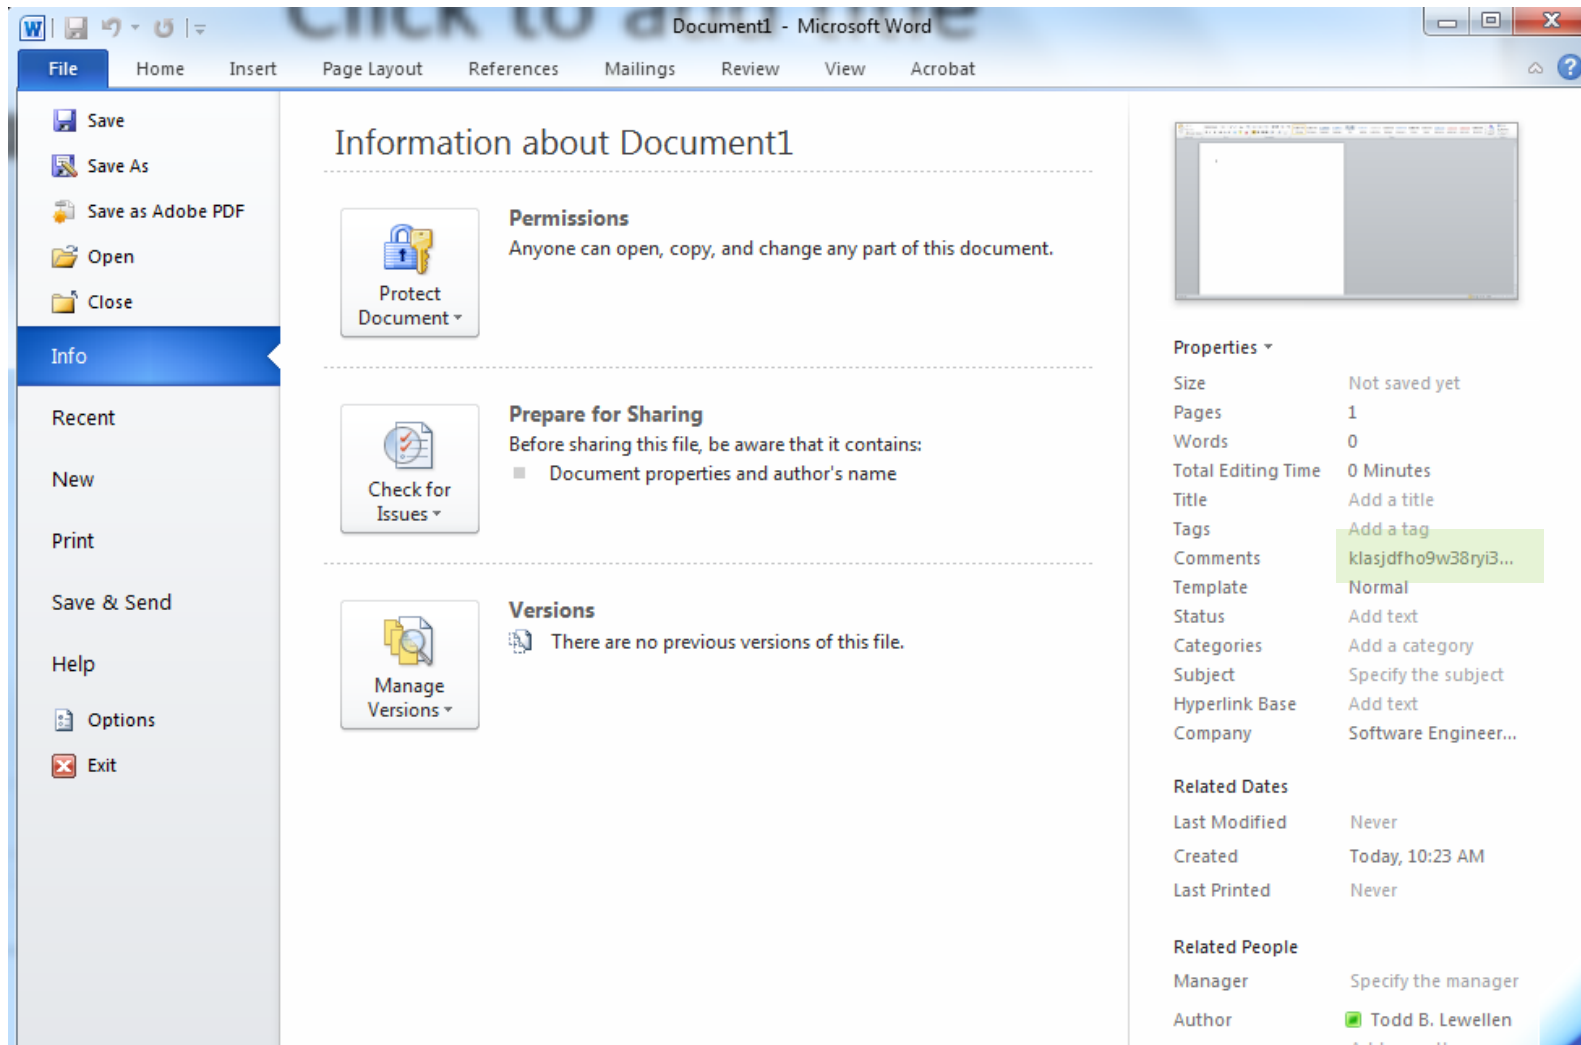 Click to add title
Document1 - Microsoft Word
File Home Insert Page Layout References Mailings Review View Acrobat
Save
Save As
Save as Adobe PDF
Open
Close
Info
Recent
New
Print
Save & Send
Help
Options
Exit
Information about Document1
Protect
Document
Permissions
Anyone can open, copy, and change any part of this document.
Check for
Issues
Prepare for Sharing
Before sharing this file, be aware that it contains:
Document properties and author's name
Manage
Versions
Versions
There are no previous versions of this file.
Properties
Size Not saved yet
Pages 1
Words 0
Total Editing Time 0 Minutes
Title Add a title
Tags Add a tag
Comments klasjdfho9w38ryi3...
Template Normal
Status Add text
Categories Add a category
Subject Specify the subject
Hyperlink Base Add text
Company Software Engineer...
Related Dates
Last Modified Never
Created Today, 10:23 AM
Last Printed Never
Related People
Manager Specify the manager
Author Todd B. Lewellen